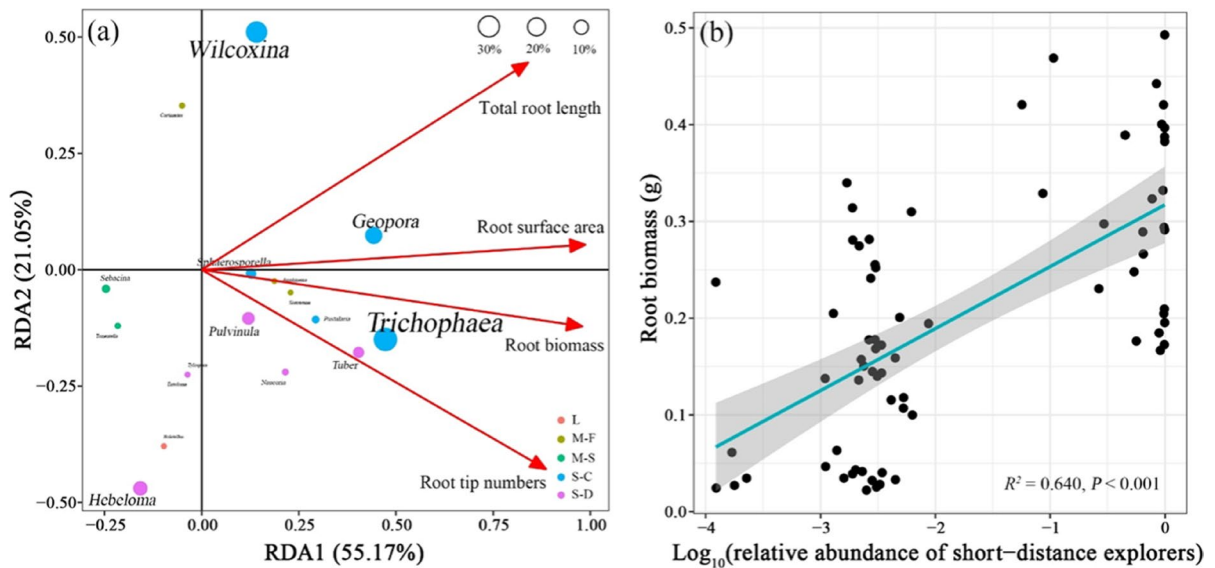 (a)
Wilcoxina
30% 20% 10%
Total root length
Geopora
Root surface area
Sphaerosporella
Sebacina
Pulvinula
Trichophaea
Root biomass
Tuber
Root tip numbers
Hebeloma
L
M-F
M-S
S-C
S-D
0.50
0.25
0.00
−0.25
−0.50
RDA2 (21.05%)
−0.25 0.00 0.25 0.50 0.75 1.00
RDA1 (55.17%)
(b)
0.5
0.4
0.3
0.2
0.1
0.0
Root biomass (g)
R² = 0.640, P < 0.001
−4 −3 −2 −1 0
Log₁₀(relative abundance of short−distance explorers)